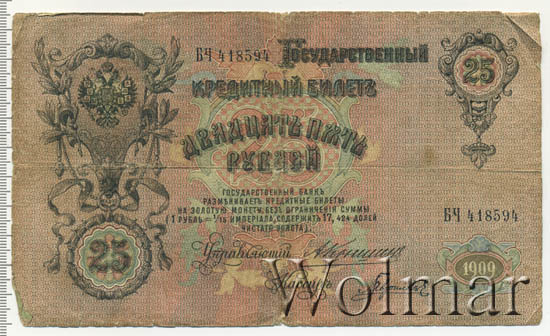 БЧ 418594
Государственный
25
Кредитный Билетъ
Двадцать пять
рублей
Государственный банкъ
размѣниваетъ кредитные билеты
на золотую монету безъ ограниченія суммы
(1 рубль = 1/15 имперіала, содержитъ 17,424 долей
чистаго золота).
БЧ 418594
25
Управляющій
Кассиръ
1909
Wolmar